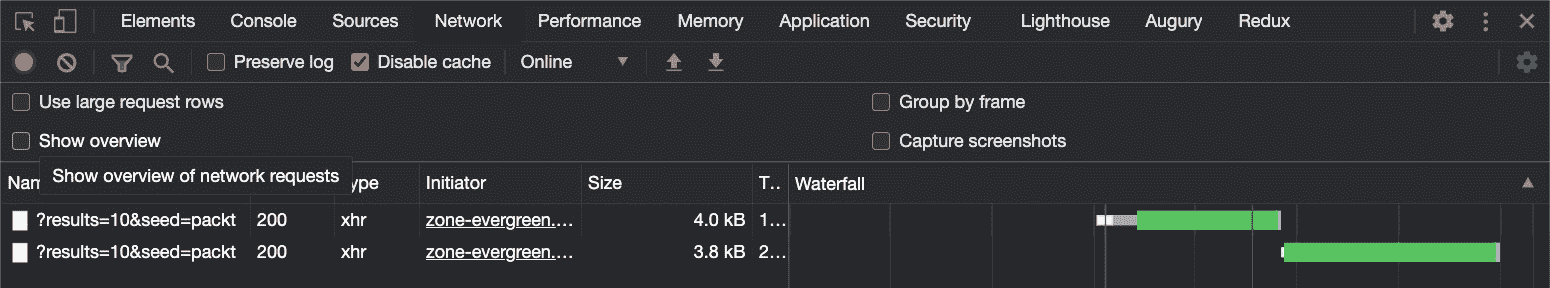 Elements Console Sources Network Performance Memory Application Security Lighthouse Augury Redux
Preserve log Disable cache Online
Use large request rows Group by frame
Show overview Capture screenshots
Show overview of network requests
Initiator Size T.. Waterfall
?results=10&seed=packt 200 xhr zone-evergreen.... 4.0 kB 1...
?results=10&seed=packt 200 xhr zone-evergreen.... 3.8 kB 2...